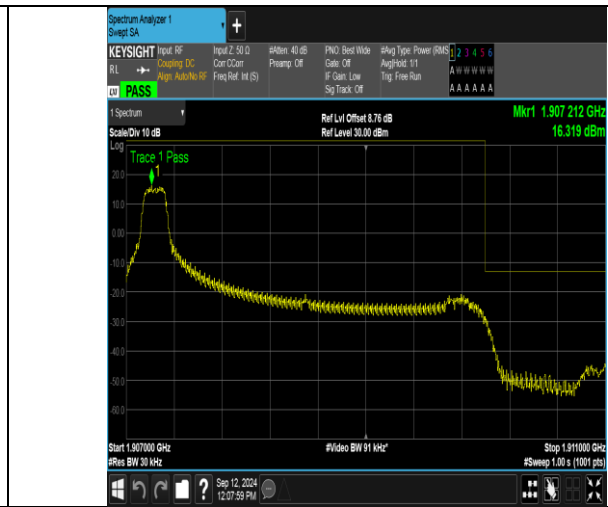 Spectrum Analyzer 1
Swept SA
+
KEYSIGHT Input: RF Input Z: 50 Ω #Atten: 40 dB PNO: Best Wide #Avg Type: Power (RMS 1 2 3 4 5 6
RL Coupling: DC Corr CCorr Preamp: Off Gate: Off Avg|Hold: 1/1 A W W W W W
Align: Auto/No RF Freq Ref: Int (S) IF Gain: Low Trig: Free Run
LXI PASS Sig Track: Off A A A A A A
1 Spectrum Ref Lvl Offset 8.76 dB Mkr1 1.907 212 GHz
Scale/Div 10 dB Ref Level 30.00 dBm 16.319 dBm
Log
Trace 1 Pass
1
20.0
10.0
0.00
-10.0
-20.0
-30.0
-40.0
-50.0
-60.0
Start 1.907000 GHz #Video BW 91 kHz* Stop 1.911000 GHz
#Res BW 30 kHz #Sweep 1.00 s (1001 pts)
? Sep 12, 2024
12:07:59 PM